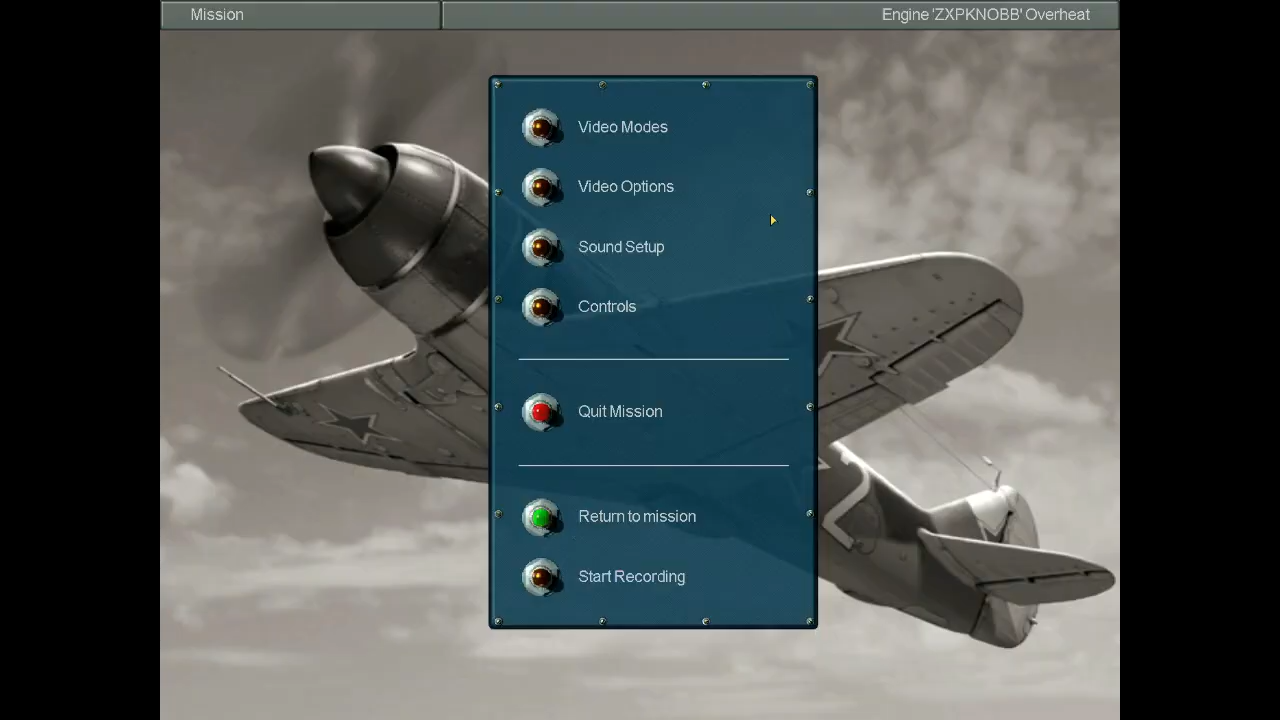 Mission
Engine 'ZXPKNOBB' Overheat
Video Modes
Video Options
Sound Setup
Controls
Quit Mission
Return to mission
Start Recording